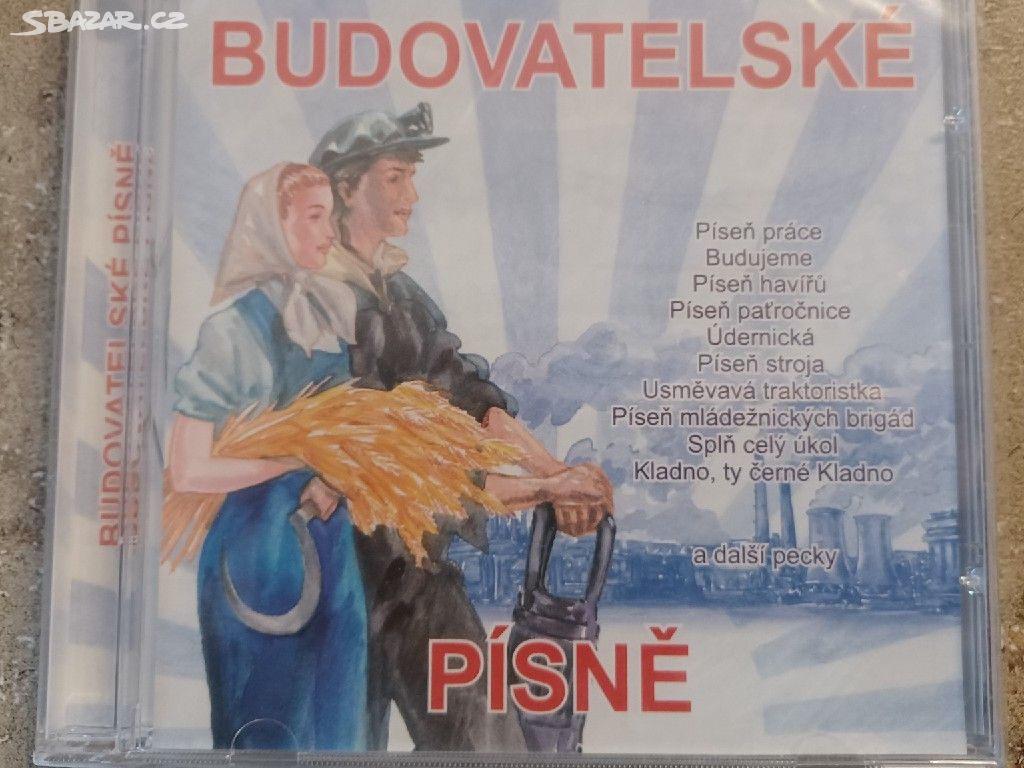 SBAZAR.CZ
BUDOVATELSKÉ
BUDOVATELSKÉ PÍSNĚ
Píseň práce
Budujeme
Píseň havířů
Píseň paťročnice
Údernická
Píseň stroja
Usměvavá traktoristka
Píseň mládežnických brigád
Splň celý úkol
Kladno, ty černé Kladno
a další pecky
PÍSNĚ